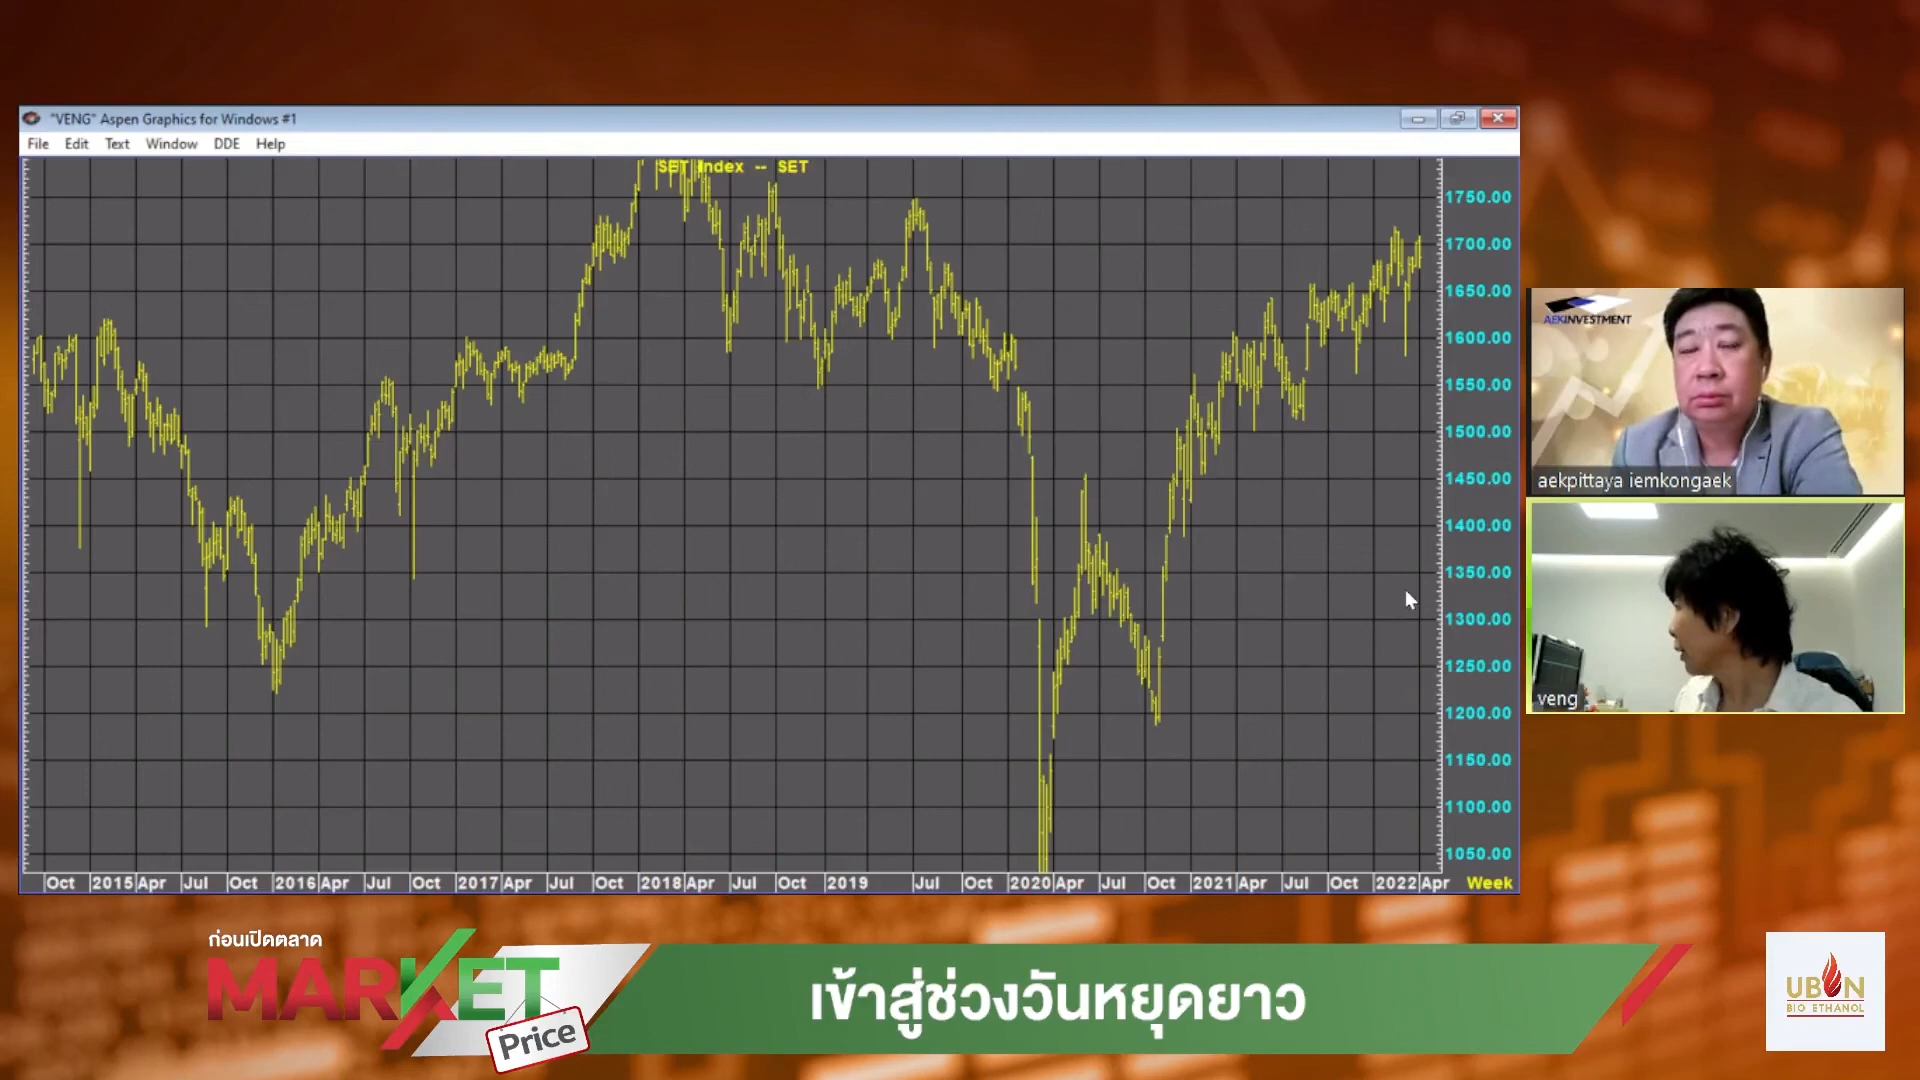 "VENG" Aspen Graphics for Windows #1
File Edit Text Window DDE Help
SET Index -- SET
1750.00
1700.00
1650.00
1600.00
1550.00
1500.00
1450.00
1400.00
1350.00
1300.00
1250.00
1200.00
1150.00
1100.00
1050.00
Oct 2015 Apr Jul Oct 2016 Apr Jul Oct 2017 Apr Jul Oct 2018 Apr Jul Oct 2019 Jul Oct 2020 Apr Jul Oct 2021 Apr Jul Oct 2022 Apr Week
AEKINVESTMENT
aekpittaya iemkongaek
veng
ก่อนเปิดตลาด
MARKET
Price
เข้าสู่ช่วงวันหยุดยาว
UBON
BIO ETHANOL